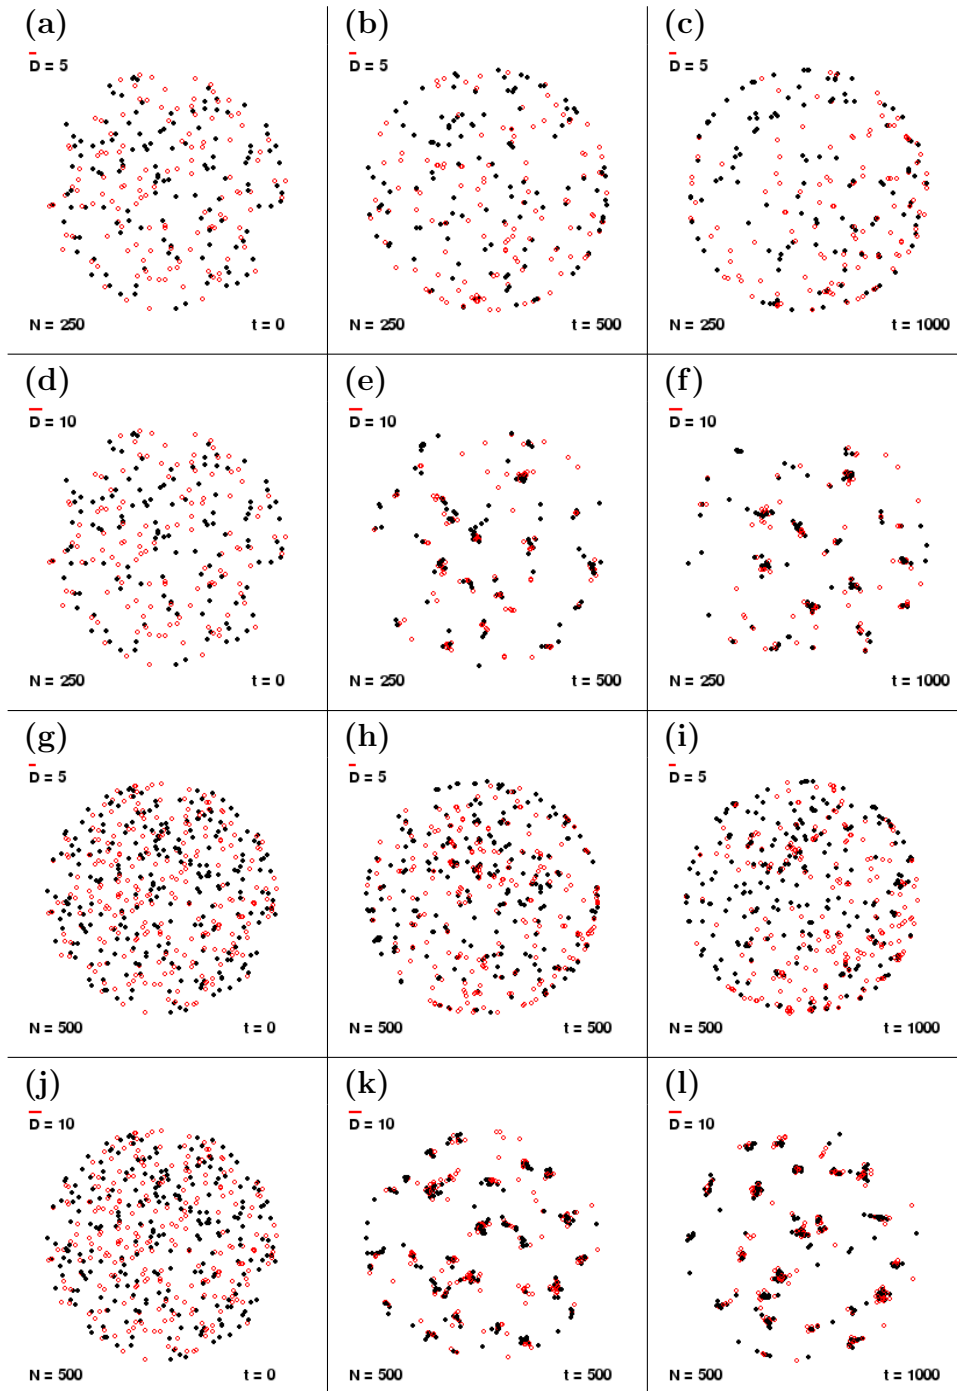 (a) (b) (c)
D = 5 D = 5 D = 5
N = 250 t = 0 N = 250 t = 500 N = 250 t = 1000
(d) (e) (f)
D = 10 D = 10 D = 10
N = 250 t = 0 N = 250 t = 500 N = 250 t = 1000
(g) (h) (i)
D = 5 D = 5 D = 5
N = 500 t = 0 N = 500 t = 500 N = 500 t = 1000
(j) (k) (l)
D = 10 D = 10 D = 10
N = 500 t = 0 N = 500 t = 500 N = 500 t = 1000